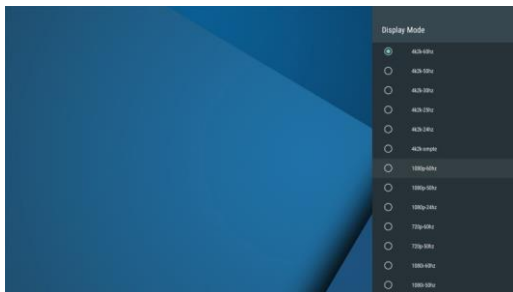 Display Mode
4k2k-60hz
4k2k-50hz
4k2k-30hz
4k2k-25hz
4k2k-24hz
4k2k-smpte
1080p-60hz
1080p-50hz
1080p-24hz
720p-60hz
720p-50hz
1080i-60hz
1080i-50hz